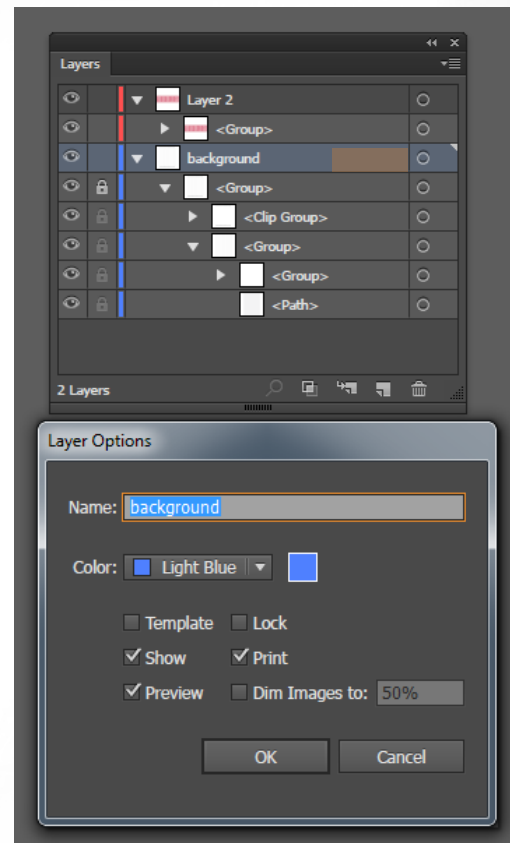 Layers
Layer 2
<Group>
background
<Group>
<Clip Group>
<Group>
<Group>
<Path>
2 Layers
Layer Options
Name: background
Color: Light Blue
Template Lock
Show Print
Preview Dim Images to: 50%
OK Cancel